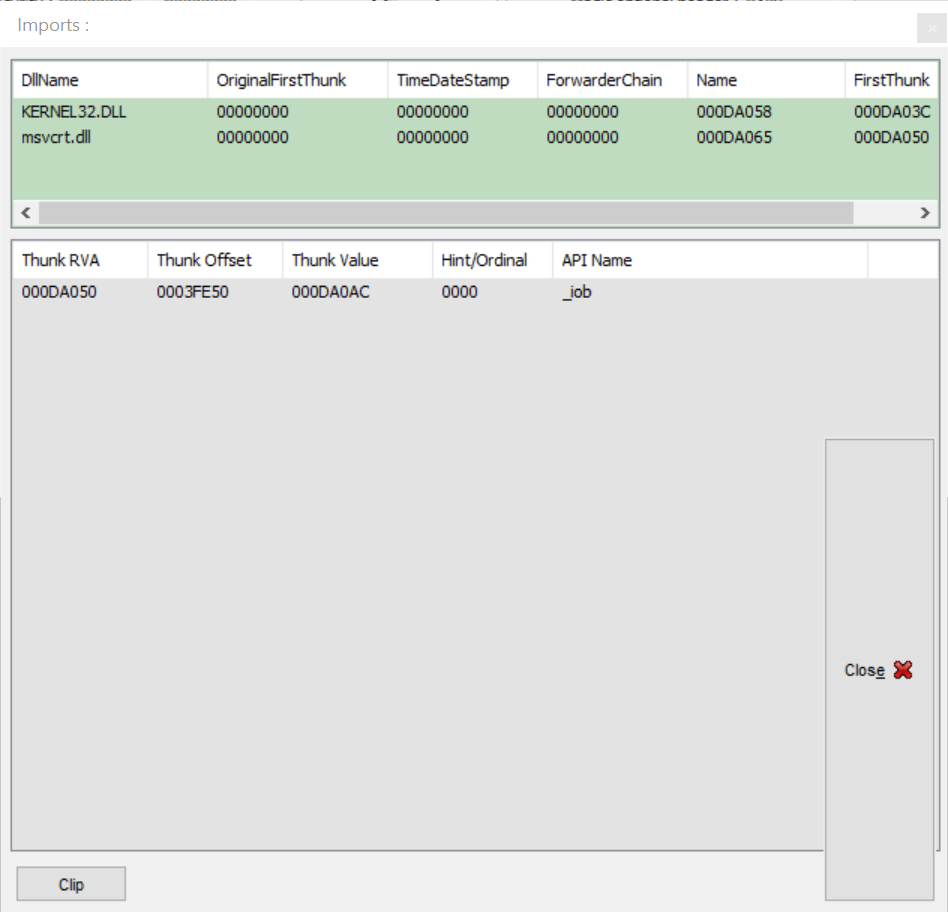 Imports :
DllName OriginalFirstThunk TimeDateStamp ForwarderChain Name FirstThunk
KERNEL32.DLL 00000000 00000000 00000000 000DA058 000DA03C
msvcrt.dll 00000000 00000000 00000000 000DA065 000DA050
Thunk RVA Thunk Offset Thunk Value Hint/Ordinal API Name
000DA050 0003FE50 000DA0AC 0000 _iob
Close
Clip